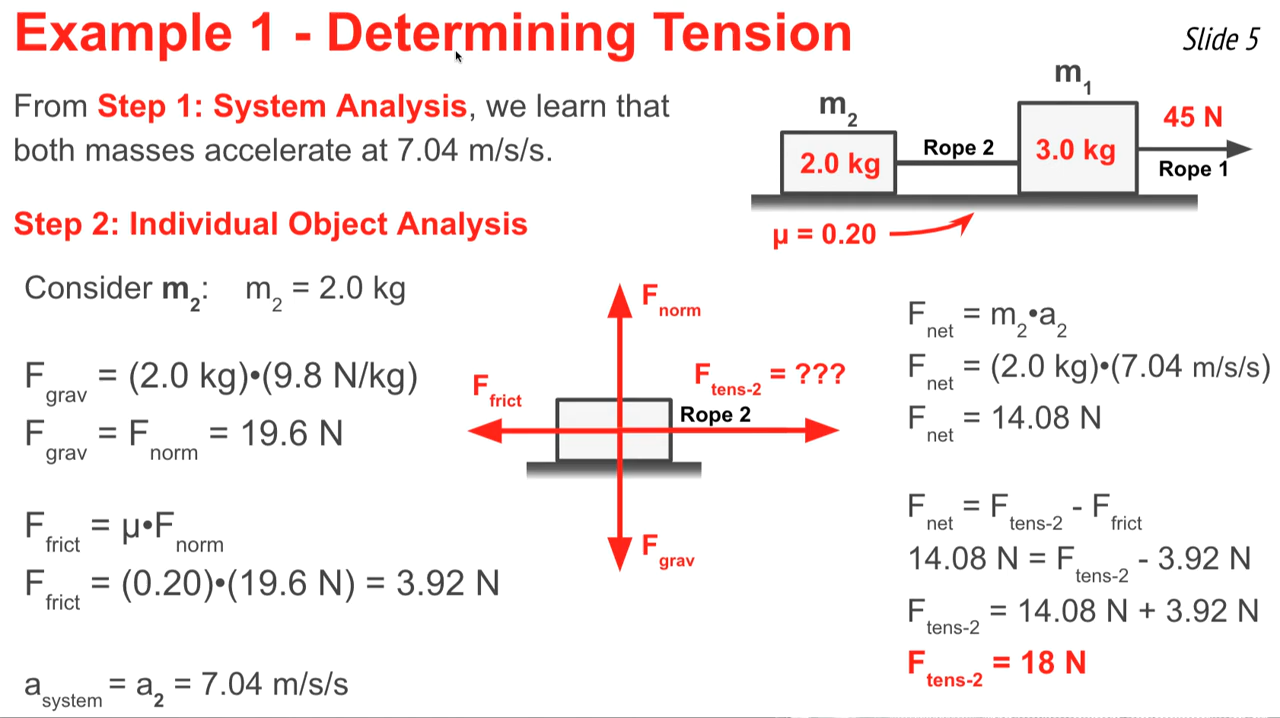 Example 1 - Determining Tension
Slide 5
From Step 1: System Analysis, we learn that
both masses accelerate at 7.04 m/s/s.
m₂
m₁
2.0 kg
Rope 2
3.0 kg
45 N
Rope 1
μ = 0.20
Step 2: Individual Object Analysis
Consider m₂: m₂ = 2.0 kg
F_grav = (2.0 kg)•(9.8 N/kg)
F_grav = F_norm = 19.6 N
F_frict = μ•F_norm
F_frict = (0.20)•(19.6 N) = 3.92 N
a_system = a₂ = 7.04 m/s/s
F_norm
F_frict
F_tens-2 = ???
Rope 2
F_grav
F_net = m₂•a₂
F_net = (2.0 kg)•(7.04 m/s/s)
F_net = 14.08 N
F_net = F_tens-2 - F_frict
14.08 N = F_tens-2 - 3.92 N
F_tens-2 = 14.08 N + 3.92 N
F_tens-2 = 18 N